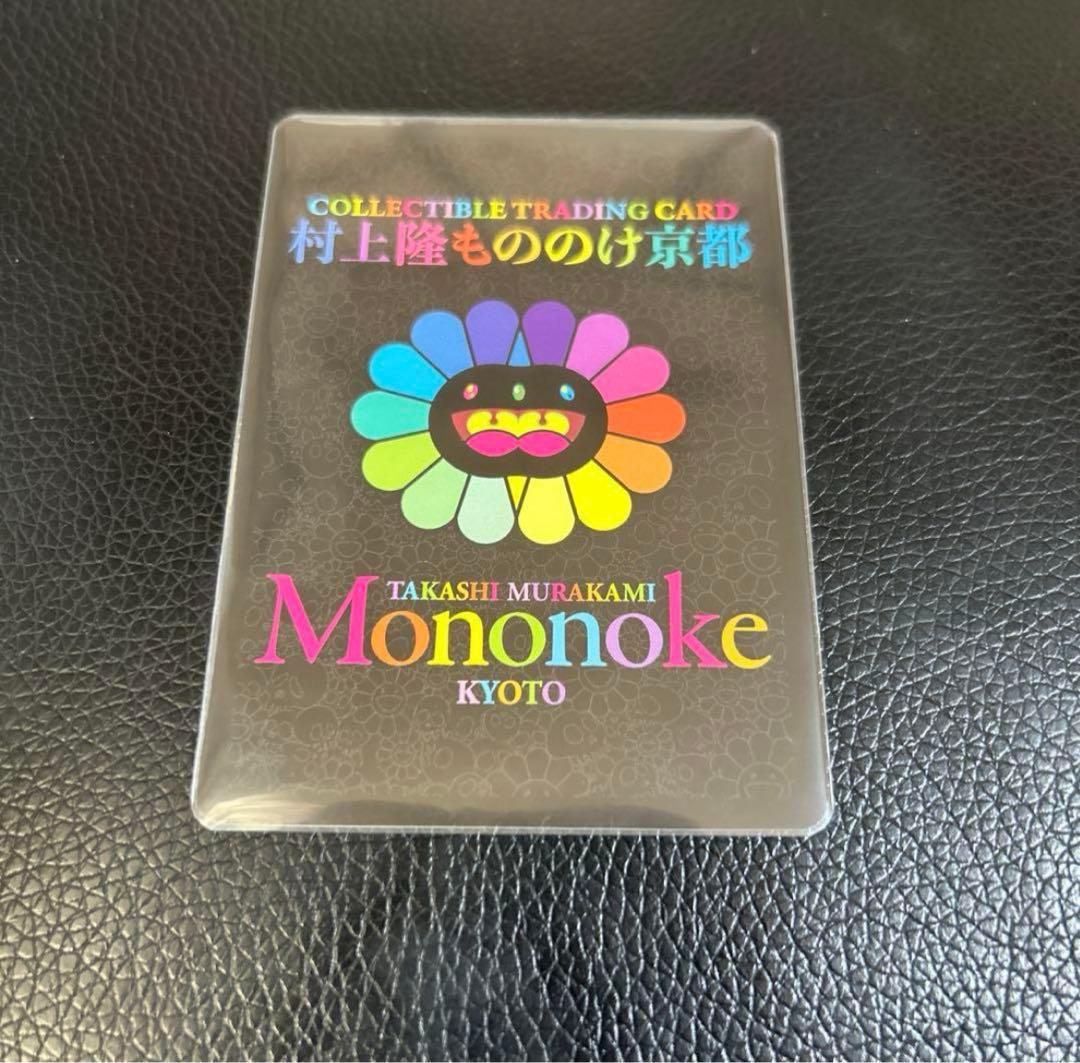 COLLECTIBLE TRADING CARD
村上隆もののけ京都
TAKASHI MURAKAMI
Mononoke
KYOTO